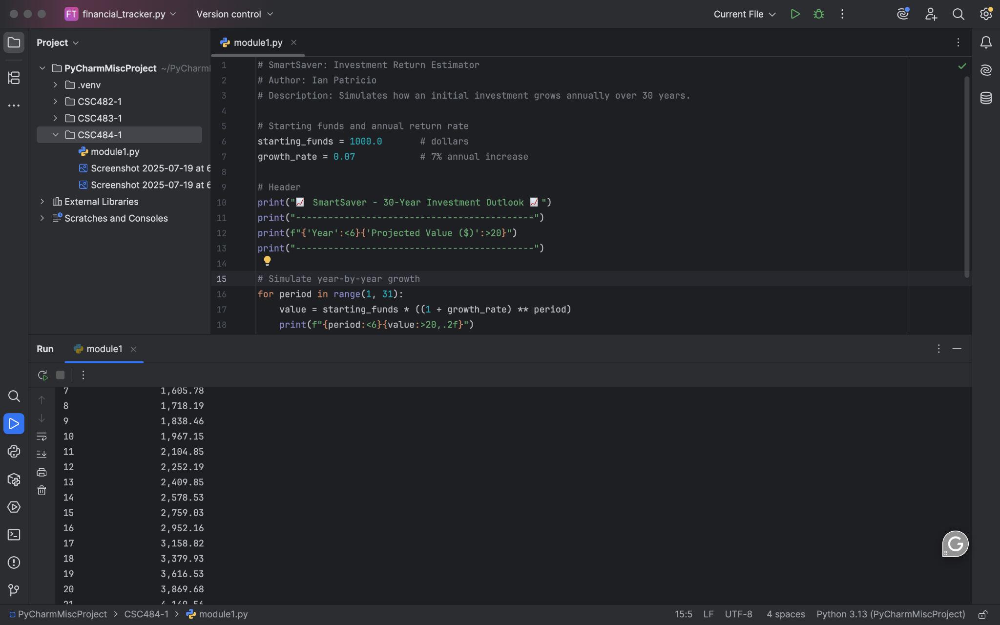 FT financial_tracker.py Version control Current File
Project
module1.py
PyCharmMiscProject ~/PyCharm
.venv
CSC482-1
CSC483-1
CSC484-1
module1.py
Screenshot 2025-07-19 at 6
Screenshot 2025-07-19 at 6
External Libraries
Scratches and Consoles
1 # SmartSaver: Investment Return Estimator
2 # Author: Ian Patricio
3 # Description: Simulates how an initial investment grows annually over 30 years.
4
5 # Starting funds and annual return rate
6 starting_funds = 1000.0       # dollars
7 growth_rate = 0.07            # 7% annual increase
8
9 # Header
10 print("📈 SmartSaver - 30-Year Investment Outlook 📈")
11 print("--------------------------------------------")
12 print(f"{'Year':<6}{'Projected Value ($)':>20}")
13 print("--------------------------------------------")
14
15 # Simulate year-by-year growth
16 for period in range(1, 31):
17     value = starting_funds * ((1 + growth_rate) ** period)
18     print(f"{period:<6}{value:>20,.2f}")
Run module1
7 1,605.78
8 1,718.19
9 1,838.46
10 1,967.15
11 2,104.85
12 2,252.19
13 2,409.85
14 2,578.53
15 2,759.03
16 2,952.16
17 3,158.82
18 3,379.93
19 3,616.53
20 3,869.68
21 4,140.56
PyCharmMiscProject > CSC484-1 > module1.py 15:5 LF UTF-8 4 spaces Python 3.13 (PyCharmMiscProject)